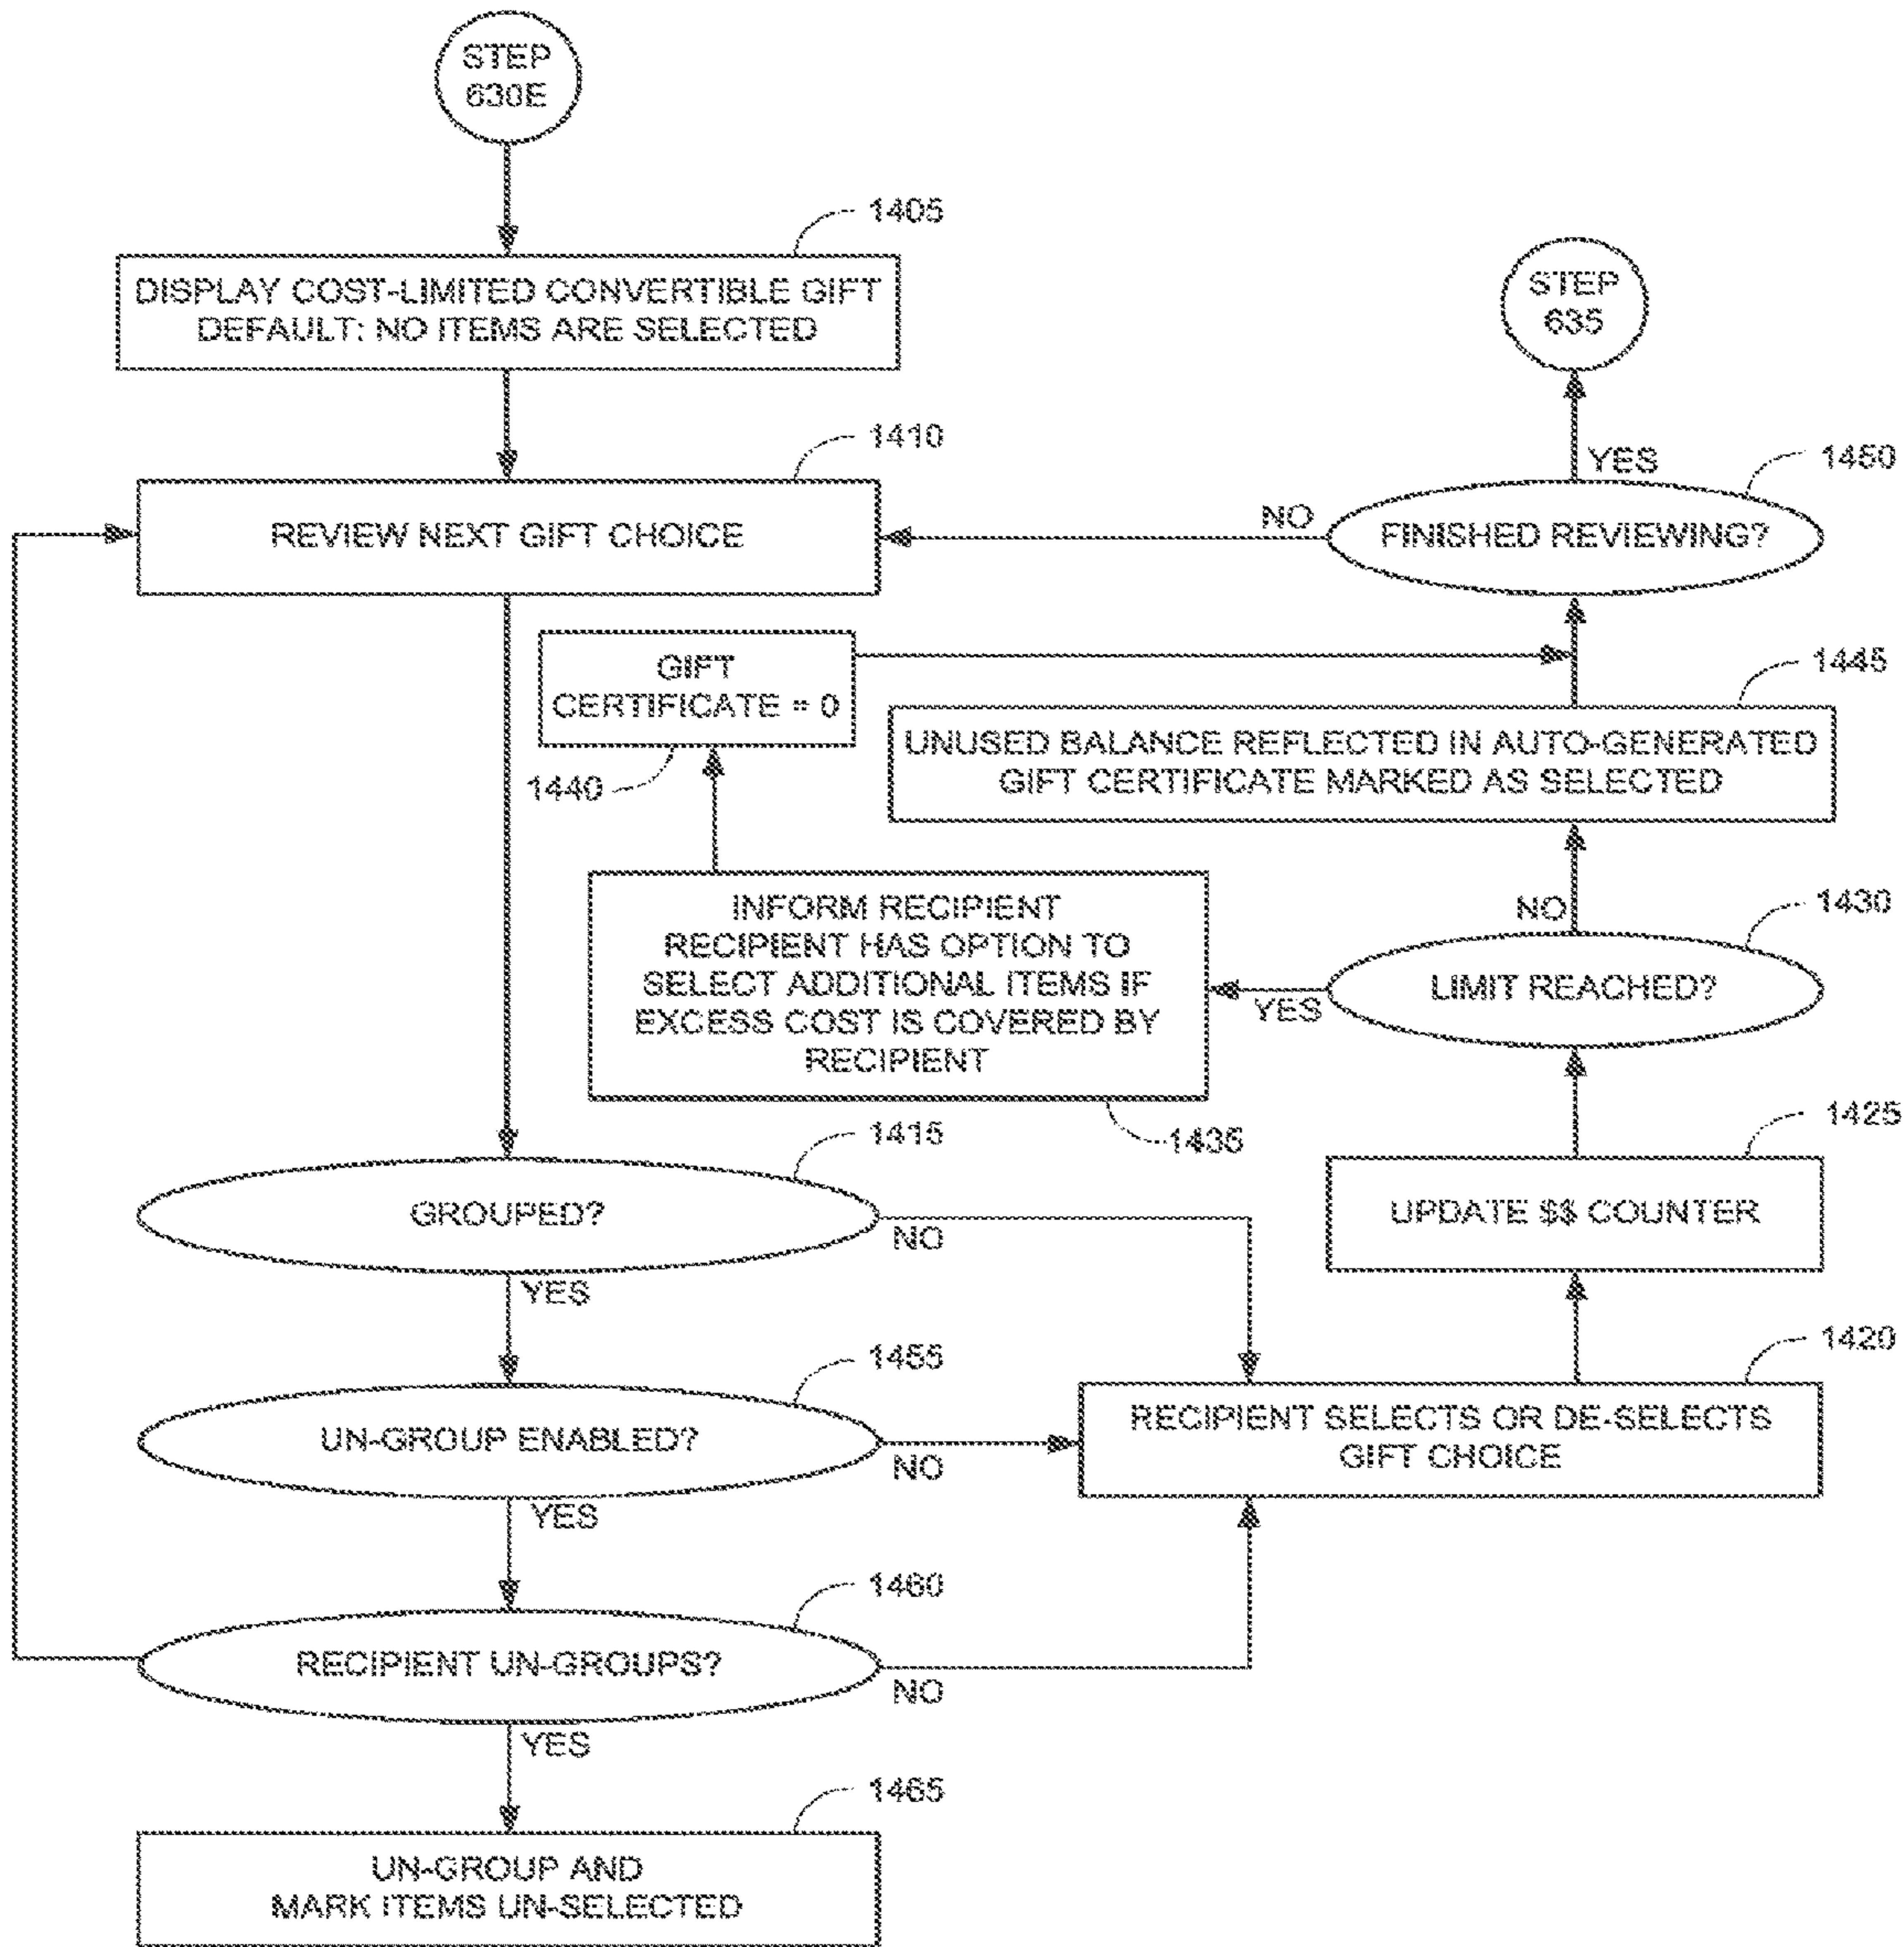 STEP
630E
1405
DISPLAY COST-LIMITED CONVERTIBLE GIFT
DEFAULT: NO ITEMS ARE SELECTED
STEP
635
1410
REVIEW NEXT GIFT CHOICE
YES
1450
NO
FINISHED REVIEWING?
GIFT
CERTIFICATE = 0
1440
1445
UNUSED BALANCE REFLECTED IN AUTO-GENERATED
GIFT CERTIFICATE MARKED AS SELECTED
INFORM RECIPIENT
RECIPIENT HAS OPTION TO
SELECT ADDITIONAL ITEMS IF
EXCESS COST IS COVERED BY
RECIPIENT
1435
NO
1430
LIMIT REACHED?
YES
1415
GROUPED?
NO
YES
1425
UPDATE $$ COUNTER
1455
UN-GROUP ENABLED?
NO
YES
1420
RECIPIENT SELECTS OR DE-SELECTS
GIFT CHOICE
1460
RECIPIENT UN-GROUPS?
NO
YES
1465
UN-GROUP AND
MARK ITEMS UN-SELECTED